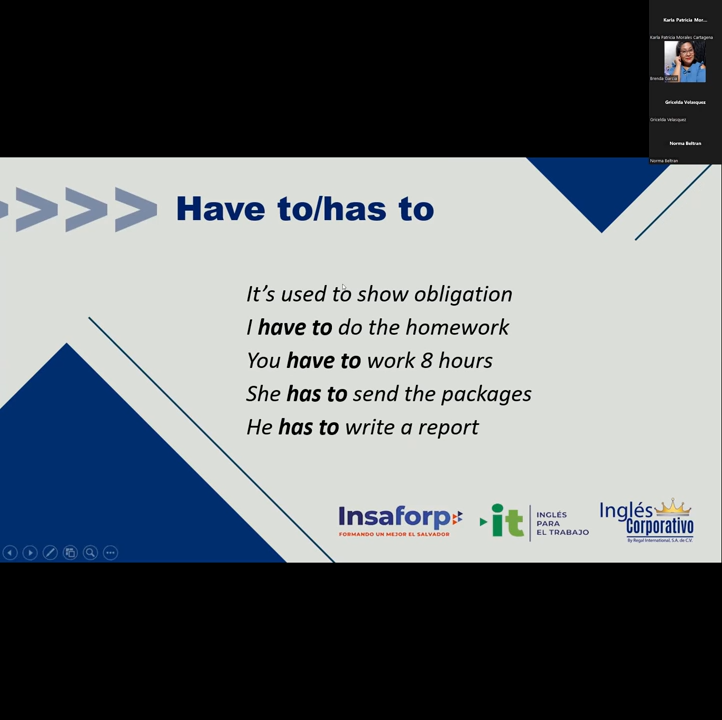 Karla Patricia Mor...
Karla Patricia Morales Cartagena
Brenda Garcia
Gricelda Velasquez
Gricelda Velasquez
Norma Beltran
Norma Beltran
>>>> Have to/has to
It's used to show obligation
I have to do the homework
You have to work 8 hours
She has to send the packages
He has to write a report
Insaforp
FORMANDO UN MEJOR EL SALVADOR
it
INGLÉS
PARA
EL TRABAJO
Inglés
Corporativo
By Regal International, S.A. de C.V.